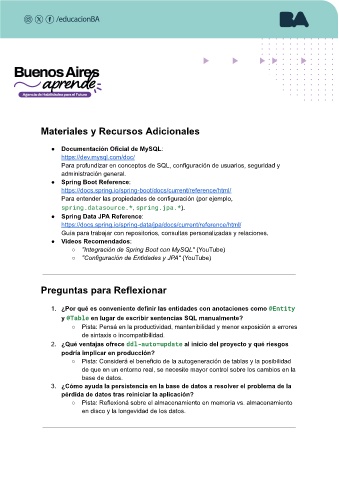 /educacionBA
BA
Buenos Aires
aprende
Agencia de Habilidades para el Futuro
Materiales y Recursos Adicionales
● Documentación Oficial de MySQL:
https://dev.mysql.com/doc/
Para profundizar en conceptos de SQL, configuración de usuarios, seguridad y
administración general.
● Spring Boot Reference:
https://docs.spring.io/spring-boot/docs/current/reference/html/
Para entender las propiedades de configuración (por ejemplo,
spring.datasource.*, spring.jpa.*).
● Spring Data JPA Reference:
https://docs.spring.io/spring-data/jpa/docs/current/reference/html/
Guía para trabajar con repositorios, consultas personalizadas y relaciones.
● Videos Recomendados:
○ "Integración de Spring Boot con MySQL" (YouTube)
○ "Configuración de Entidades y JPA" (YouTube)
Preguntas para Reflexionar
1. ¿Por qué es conveniente definir las entidades con anotaciones como @Entity
y @Table en lugar de escribir sentencias SQL manualmente?
○ Pista: Pensá en la productividad, mantenibilidad y menor exposición a errores
de sintaxis o incompatibilidad.
2. ¿Qué ventajas ofrece ddl-auto=update al inicio del proyecto y qué riesgos
podría implicar en producción?
○ Pista: Considerá el beneficio de la autogeneración de tablas y la posibilidad
de que en un entorno real, se necesite mayor control sobre los cambios en la
base de datos.
3. ¿Cómo ayuda la persistencia en la base de datos a resolver el problema de la
pérdida de datos tras reiniciar la aplicación?
○ Pista: Reflexioná sobre el almacenamiento en memoria vs. almacenamiento
en disco y la longevidad de los datos.